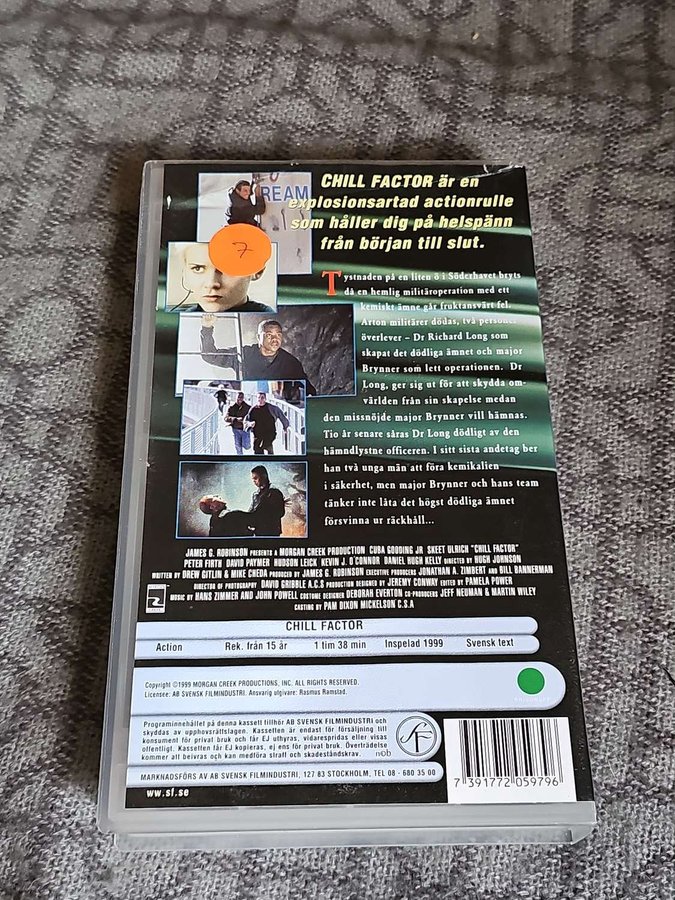 REAM
7
CHILL FACTOR är en
explosionsartad actionrulle
som håller dig på helspänn
från början till slut.
Tystnaden på en liten ö i Söderhavet bryts
då en hemlig militäroperation med ett
kemiskt ämne går fruktansvärt fel.
Arton militärer dödas, två personer
överlever – Dr Richard Long som
skapat det dödliga ämnet och major
Brynner som lett operationen. Dr
Long, ger sig ut för att skydda om-
världen från sin skapelse medan
den missnöjde major Brynner vill hämnas.
Tio år senare såras Dr Long dödligt av den
hämndlystne officeren. I sitt sista andetag ber
han två unga män att föra kemikalien
i säkerhet, men major Brynner och hans team
tänker inte låta det högst dödliga ämnet
försvinna ur räckhåll...
JAMES G. ROBINSON PRESENTS A MORGAN CREEK PRODUCTION CUBA GOODING JR SKEET ULRICH "CHILL FACTOR"
PETER FIRTH DAVID PAYMER HUDSON LEICK KEVIN J. O'CONNOR DANIEL HUGH KELLY DIRECTED BY HUGH JOHNSON
WRITTEN BY DREW GITLIN & MIKE CHEDA PRODUCED BY JAMES G. ROBINSON EXECUTIVE PRODUCERS JONATHAN A. ZIMBERT AND BILL BANNERMAN
DIRECTOR OF PHOTOGRAPHY DAVID GRIBBLE A.C.S PRODUCTION DESIGNED BY JEREMY CONWAY EDITED BY PAMELA POWER
MUSIC BY HANS ZIMMER AND JOHN POWELL COSTUME DESIGNER DEBORAH EVERTON CO-PRODUCERS JEFF NEUMAN & MARTIN WILEY
CASTING BY PAM DIXON MICKELSON C.S.A
CHILL FACTOR
Action Rek. från 15 år 1 tim 38 min Inspelad 1999 Svensk text
Copyright ©1999 MORGAN CREEK PRODUCTIONS, INC. ALL RIGHTS RESERVED.
Licensee: AB SVENSK FILMINDUSTRI. Ansvarig utgivare: Rasmus Ramstad.
Programinnehållet på denna kassett tillhör AB SVENSK FILMINDUSTRI och
skyddas av upphovsrättslagen. Kassetten är endast för försäljning till
konsument för privat bruk och får EJ uthyras, vidarespridas eller visas
offentligt. Kassetten får EJ kopieras, ej ens för privat bruk. Överträdelse
kommer att beivras och kan medföra straff och skadeståndskrav.
nob
SF
MARKNADSFÖRS AV AB SVENSK FILMINDUSTRI, 127 83 STOCKHOLM, TEL 08 - 680 35 00
7 391772 059796
ww.sf.se